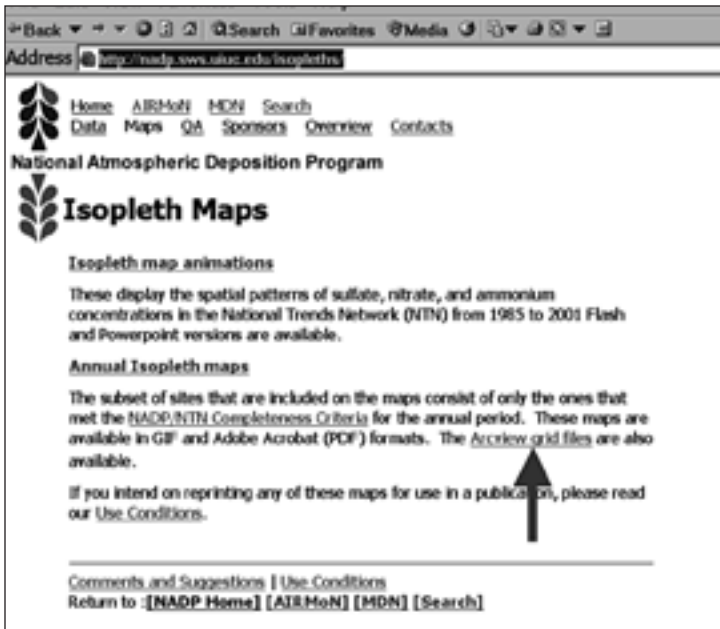 Back Search Favorites Media
Address http://nadp.sws.uiuc.edu/isopleths/
Home AIRMoN MDN Search
Data Maps QA Sponsors Overview Contacts
National Atmospheric Deposition Program
Isopleth Maps
Isopleth map animations
These display the spatial patterns of sulfate, nitrate, and ammonium
concentrations in the National Trends Network (NTN) from 1985 to 2001 Flash
and Powerpoint versions are available.
Annual Isopleth maps
The subset of sites that are included on the maps consist of only the ones that
met the NADP/NTN Completeness Criteria for the annual period. These maps are
available in GIF and Adobe Acrobat (PDF) formats. The Arcview grid files are also
available.
If you intend on reprinting any of these maps for use in a publication, please read
our Use Conditions.
Comments and Suggestions | Use Conditions
Return to :[NADP Home] [AIRMoN] [MDN] [Search]